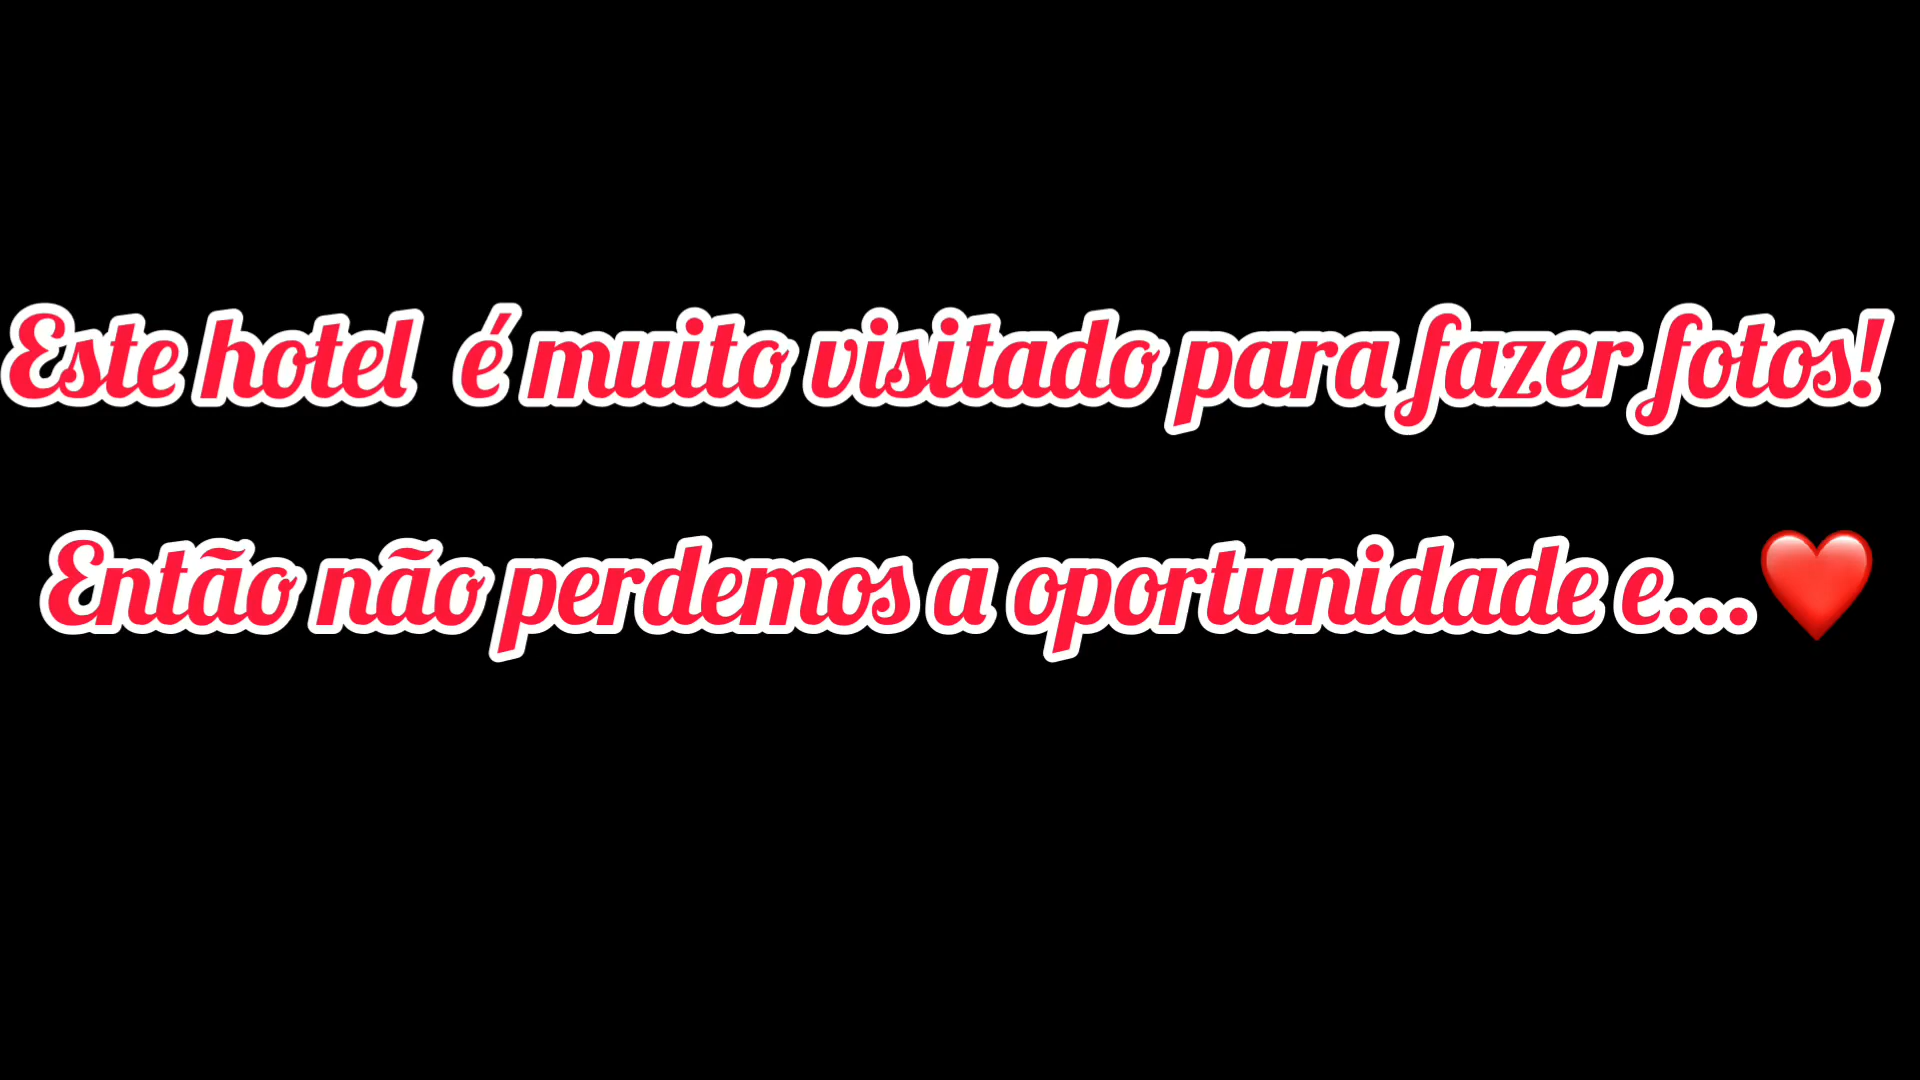 Este hotel  é muito visitado para fazer fotos!
Então não perdemos a oportunidade e...❤️